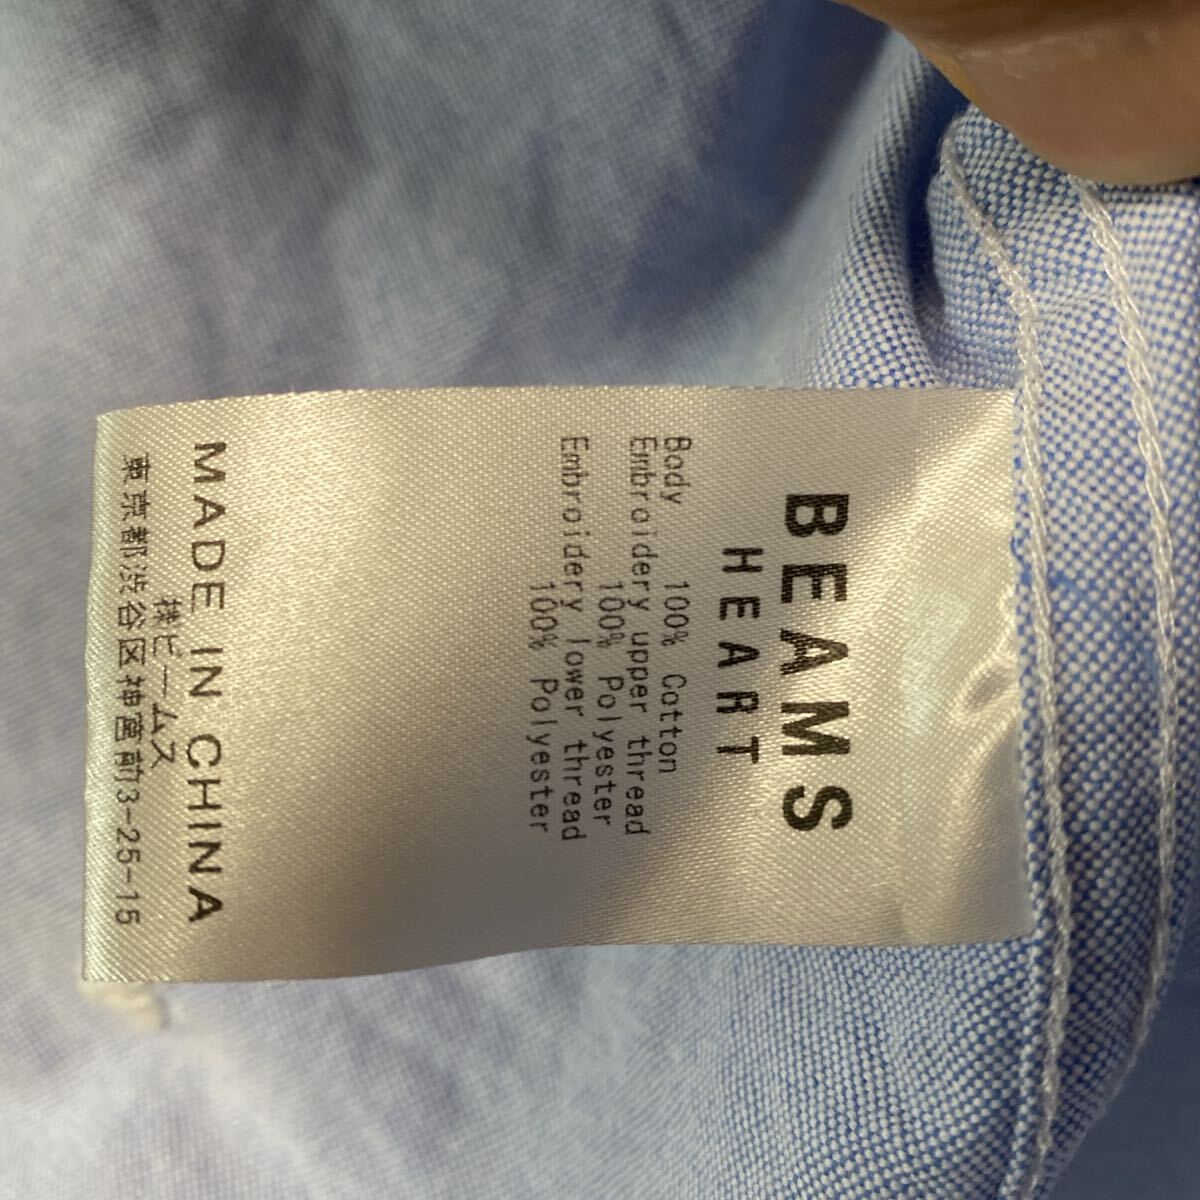 BEAMS
HEART
Body 100% Cotton
Embroidery upper thread
100% Polyester
Embroidery lower thread
100% Polyester
MADE IN CHINA
㈱ビームス
東京都渋谷区神宮前3-25-15